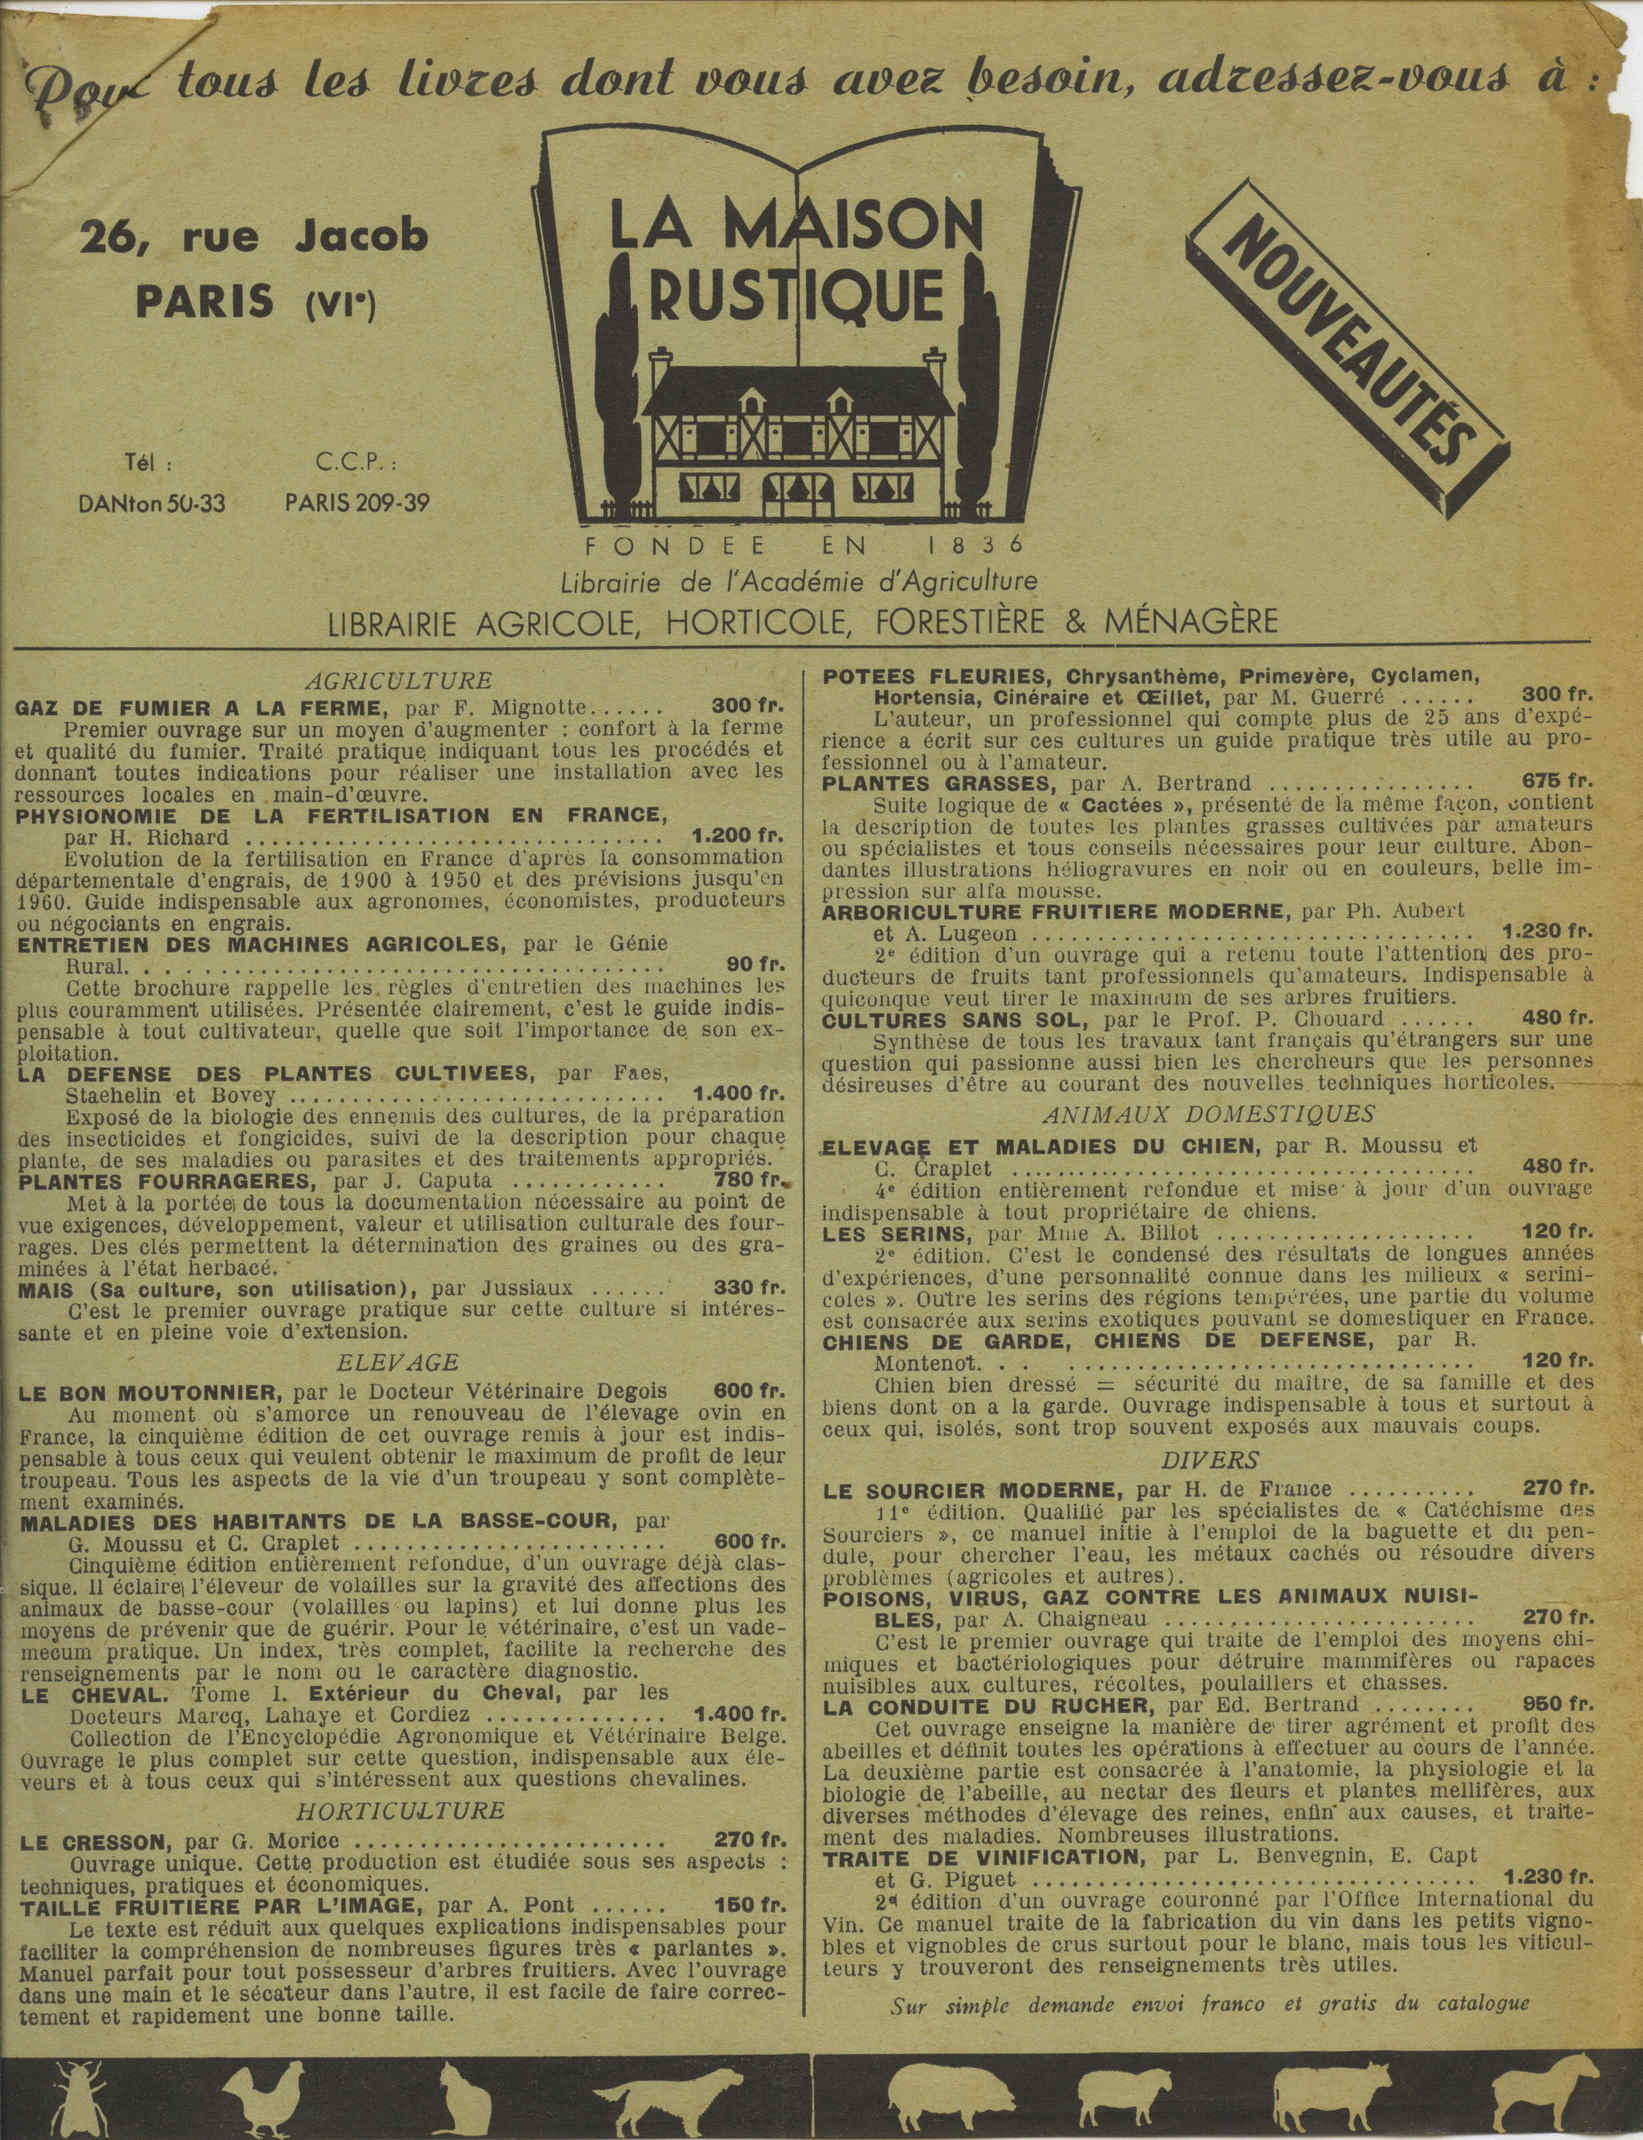 Pour tous les livres dont vous avez besoin, adressez-vous à :
26, rue Jacob
PARIS (VIe)
Tél :
DANton 50-33
C.C.P. :
PARIS 209-39
LA MAISON
RUSTIQUE
FONDEE EN 1836
NOUVEAUTÉS
Librairie de l'Académie d'Agriculture
LIBRAIRIE AGRICOLE, HORTICOLE, FORESTIÈRE & MÉNAGÈRE
AGRICULTURE
GAZ DE FUMIER A LA FERME, par F. Mignotte...... 300 fr.
Premier ouvrage sur un moyen d'augmenter : confort à la ferme
et qualité du fumier. Traité pratique indiquant tous les procédés et
donnant toutes indications pour réaliser une installation avec les
ressources locales en main-d'œuvre.
PHYSIONOMIE DE LA FERTILISATION EN FRANCE,
par H. Richard ................................ 1.200 fr.
Evolution de la fertilisation en France d'après la consommation
départementale d'engrais, de 1900 à 1950 et des prévisions jusqu'en
1960. Guide indispensable aux agronomes, économistes, producteurs
ou négociants en engrais.
ENTRETIEN DES MACHINES AGRICOLES, par le Génie
Rural. ........................................ 90 fr.
Cette brochure rappelle les règles d'entretien des machines les
plus couramment utilisées. Présentée clairement, c'est le guide indis-
pensable à tout cultivateur, quelle que soit l'importance de son ex-
ploitation.
LA DEFENSE DES PLANTES CULTIVEES, par Faes,
Staehelin et Bovey ............................. 1.400 fr.
Exposé de la biologie des ennemis des cultures, de la préparation
des insecticides et fongicides, suivi de la description pour chaque
plante, de ses maladies ou parasites et des traitements appropriés.
PLANTES FOURRAGERES, par J. Caputa ............ 780 fr.
Met à la portée de tous la documentation nécessaire au point de
vue exigences, développement, valeur et utilisation culturale des four-
rages. Des clés permettent la détermination des graines ou des gra-
minées à l'état herbacé.
MAIS (Sa culture, son utilisation), par Jussiaux ...... 330 fr.
C'est le premier ouvrage pratique sur cette culture si intéres-
sante et en pleine voie d'extension.
ELEVAGE
LE BON MOUTONNIER, par le Docteur Vétérinaire Degois 600 fr.
Au moment où s'amorce un renouveau de l'élevage ovin en
France, la cinquième édition de cet ouvrage remis à jour est indis-
pensable à tous ceux qui veulent obtenir le maximum de profit de leur
troupeau. Tous les aspects de la vie d'un troupeau y sont complète-
ment examinés.
MALADIES DES HABITANTS DE LA BASSE-COUR, par
G. Moussu et C. Craplet ........................ 600 fr.
Cinquième édition entièrement refondue, d'un ouvrage déjà clas-
sique. Il éclaire l'éleveur de volailles sur la gravité des affections des
animaux de basse-cour (volailles ou lapins) et lui donne plus les
moyens de prévenir que de guérir. Pour le vétérinaire, c'est un vade-
mecum pratique. Un index, très complet, facilite la recherche des
renseignements par le nom ou le caractère diagnostic.
LE CHEVAL. Tome I. Extérieur du Cheval, par les
Docteurs Marcq, Lahaye et Cordiez .............. 1.400 fr.
Collection de l'Encyclopédie Agronomique et Vétérinaire Belge.
Ouvrage le plus complet sur cette question, indispensable aux éle-
veurs et à tous ceux qui s'intéressent aux questions chevalines.
HORTICULTURE
LE CRESSON, par G. Morice ........................ 270 fr.
Ouvrage unique. Cette production est étudiée sous ses aspects :
techniques, pratiques et économiques.
TAILLE FRUITIERE PAR L'IMAGE, par A. Pont ...... 150 fr.
Le texte est réduit aux quelques explications indispensables pour
faciliter la compréhension de nombreuses figures très « parlantes ».
Manuel parfait pour tout possesseur d'arbres fruitiers. Avec l'ouvrage
dans une main et le sécateur dans l'autre, il est facile de faire correc-
tement et rapidement une bonne taille.
POTEES FLEURIES, Chrysanthème, Primevère, Cyclamen,
Hortensia, Cinéraire et Œillet, par M. Guerré ...... 300 fr.
L'auteur, un professionnel qui compte plus de 25 ans d'expé-
rience a écrit sur ces cultures un guide pratique très utile au pro-
fessionnel ou à l'amateur.
PLANTES GRASSES, par A. Bertrand ................ 675 fr.
Suite logique de « Cactées », présenté de la même façon, contient
la description de toutes les plantes grasses cultivées par amateurs
ou spécialistes et tous conseils nécessaires pour leur culture. Abon-
dantes illustrations héliogravures en noir ou en couleurs, belle im-
pression sur alfa mousse.
ARBORICULTURE FRUITIERE MODERNE, par Ph. Aubert
et A. Lugeon .................................. 1.230 fr.
2e édition d'un ouvrage qui a retenu toute l'attention des pro-
ducteurs de fruits tant professionnels qu'amateurs. Indispensable à
quiconque veut tirer le maximum de ses arbres fruitiers.
CULTURES SANS SOL, par le Prof. P. Chouard ...... 480 fr.
Synthèse de tous les travaux tant français qu'étrangers sur une
question qui passionne aussi bien les chercheurs que les personnes
désireuses d'être au courant des nouvelles techniques horticoles.
ANIMAUX DOMESTIQUES
ELEVAGE ET MALADIES DU CHIEN, par R. Moussu et
C. Craplet .................................... 480 fr.
4e édition entièrement refondue et mise à jour d'un ouvrage
indispensable à tout propriétaire de chiens.
LES SERINS, par Mme A. Billot .................... 120 fr.
2e édition. C'est le condensé des résultats de longues années
d'expériences, d'une personnalité connue dans les milieux « serini-
coles ». Outre les serins des régions tempérées, une partie du volume
est consacrée aux serins exotiques pouvant se domestiquer en France.
CHIENS DE GARDE, CHIENS DE DEFENSE, par R.
Montenot. . . ................................ 120 fr.
Chien bien dressé = sécurité du maître, de sa famille et des
biens dont on a la garde. Ouvrage indispensable à tous et surtout à
ceux qui, isolés, sont trop souvent exposés aux mauvais coups.
DIVERS
LE SOURCIER MODERNE, par H. de France .......... 270 fr.
11e édition. Qualifié par les spécialistes de « Catéchisme des
Sourciers », ce manuel initie à l'emploi de la baguette et du pen-
dule, pour chercher l'eau, les métaux cachés ou résoudre divers
problèmes (agricoles et autres).
POISONS, VIRUS, GAZ CONTRE LES ANIMAUX NUISI-
BLES, par A. Chaigneau ........................ 270 fr.
C'est le premier ouvrage qui traite de l'emploi des moyens chi-
miques et bactériologiques pour détruire mammifères ou rapaces
nuisibles aux cultures, récoltes, poulaillers et chasses.
LA CONDUITE DU RUCHER, par Ed. Bertrand ........ 950 fr.
Cet ouvrage enseigne la manière de tirer agrément et profit des
abeilles et définit toutes les opérations à effectuer au cours de l'année.
La deuxième partie est consacrée à l'anatomie, la physiologie et la
biologie de l'abeille, au nectar des fleurs et plantes mellifères, aux
diverses méthodes d'élevage des reines, enfin aux causes, et traite-
ment des maladies. Nombreuses illustrations.
TRAITE DE VINIFICATION, par L. Benvegnin, E. Capt
et G. Piguet .................................. 1.230 fr.
2e édition d'un ouvrage couronné par l'Office International du
Vin. Ce manuel traite de la fabrication du vin dans les petits vigno-
bles et vignobles de crus surtout pour le blanc, mais tous les viticul-
teurs y trouveront des renseignements très utiles.
Sur simple demande envoi franco et gratis du catalogue